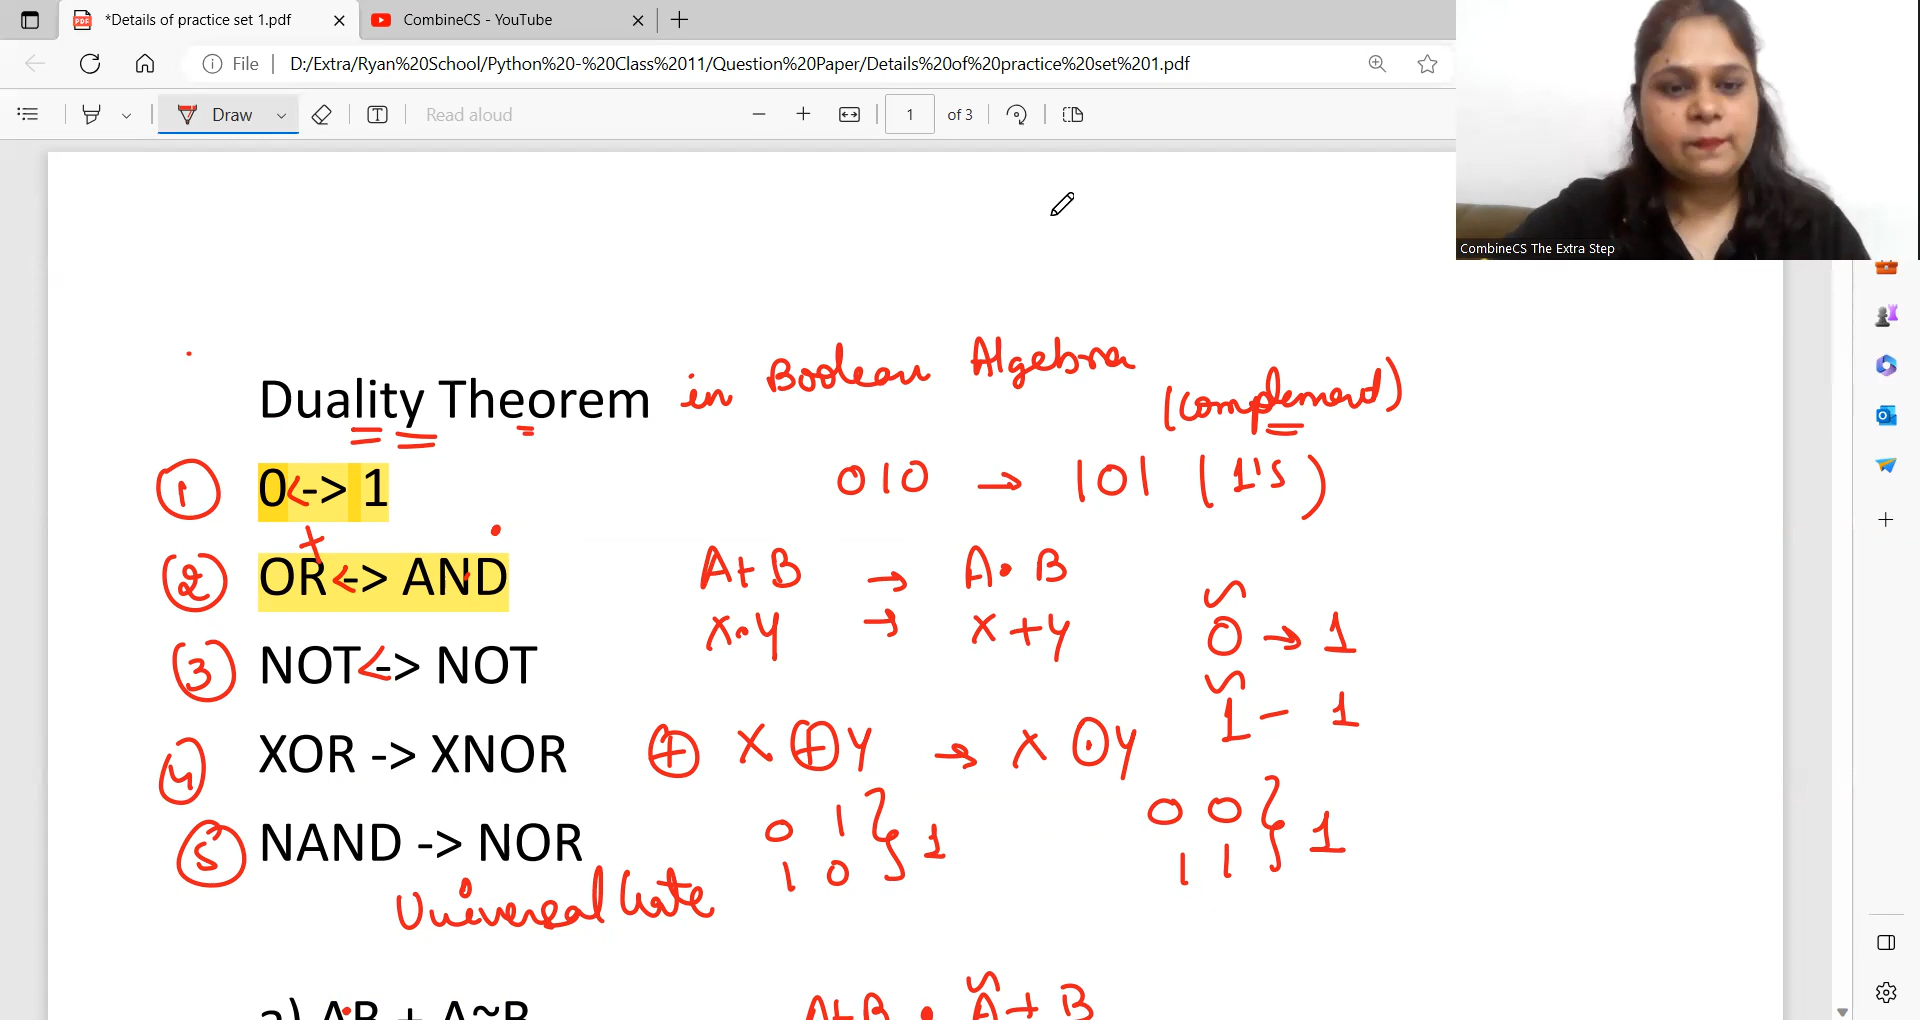 *Details of practice set 1.pdf
CombineCS - YouTube
File D:/Extra/Ryan%20School/Python%20-%20Class%2011/Question%20Paper/Details%20of%20practice%20set%201.pdf
Draw Read aloud 1 of 3
CombineCS The Extra Step
Duality Theorem in Boolean Algebra
(Complement)
1 0<-> 1 010 → 101 (1's)
+ .
2 OR <-> AND A+B → A.B
X.Y → X+Y
3 NOT<-> NOT ~0 → 1
~1 - 1
4 XOR -> XNOR ⊕ X ⊕ Y → X ⊙ Y
5 NAND -> NOR 0 1 } 1 0 0 } 1
1 0 1 1
Universal Gate
a) A.B + A~B A+B . ~A + B